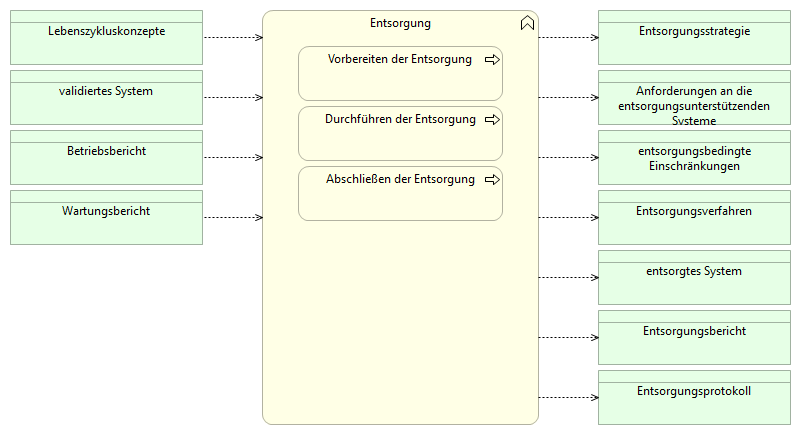 Lebenszykluskonzepte
validiertes System
Betriebsbericht
Wartungsbericht
Entsorgung
Vorbereiten der Entsorgung
Durchführen der Entsorgung
Abschließen der Entsorgung
Entsorgungsstrategie
Anforderungen an die
entsorgungsunterstützenden
Systeme
entsorgungsbedingte
Einschränkungen
Entsorgungsverfahren
entsorgtes System
Entsorgungsbericht
Entsorgungsprotokoll